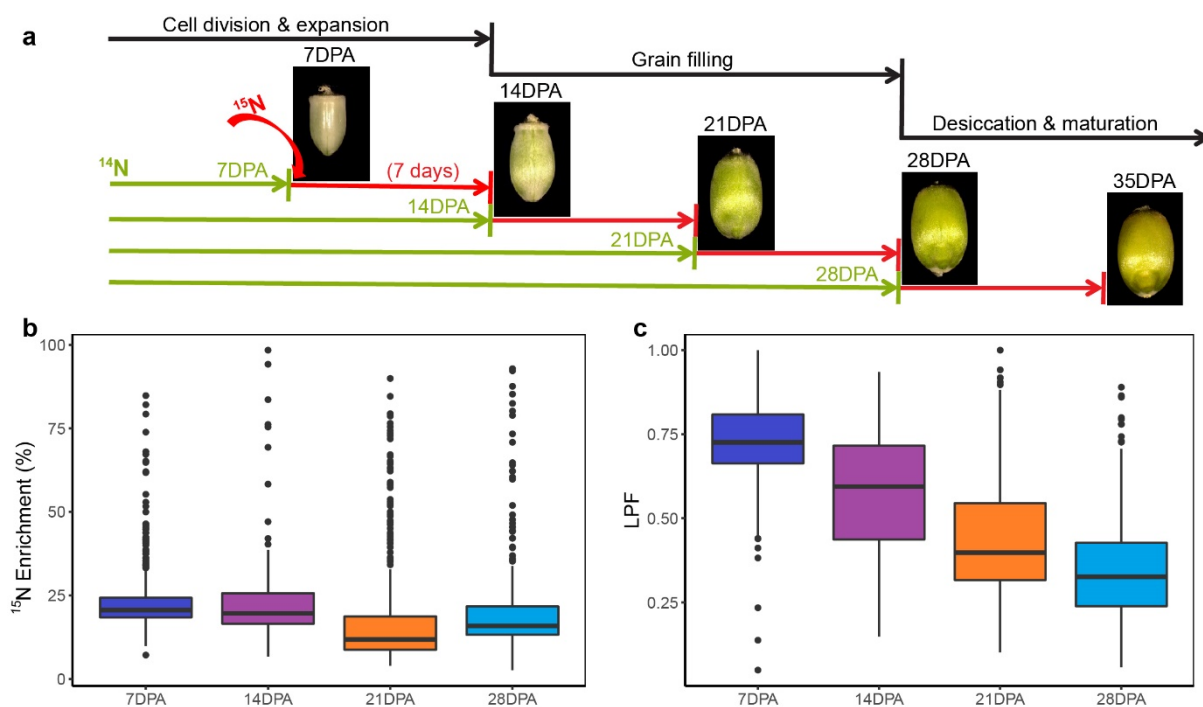 a
Cell division & expansion
7DPA
Grain filling
14DPA
21DPA
Desiccation & maturation
28DPA
35DPA
¹⁵N
¹⁴N
7DPA
(7 days)
14DPA
21DPA
28DPA
b
¹⁵N Enrichment (%)
100
75
50
25
0
7DPA
14DPA
21DPA
28DPA
c
LPF
1.00
0.75
0.50
0.25
7DPA
14DPA
21DPA
28DPA